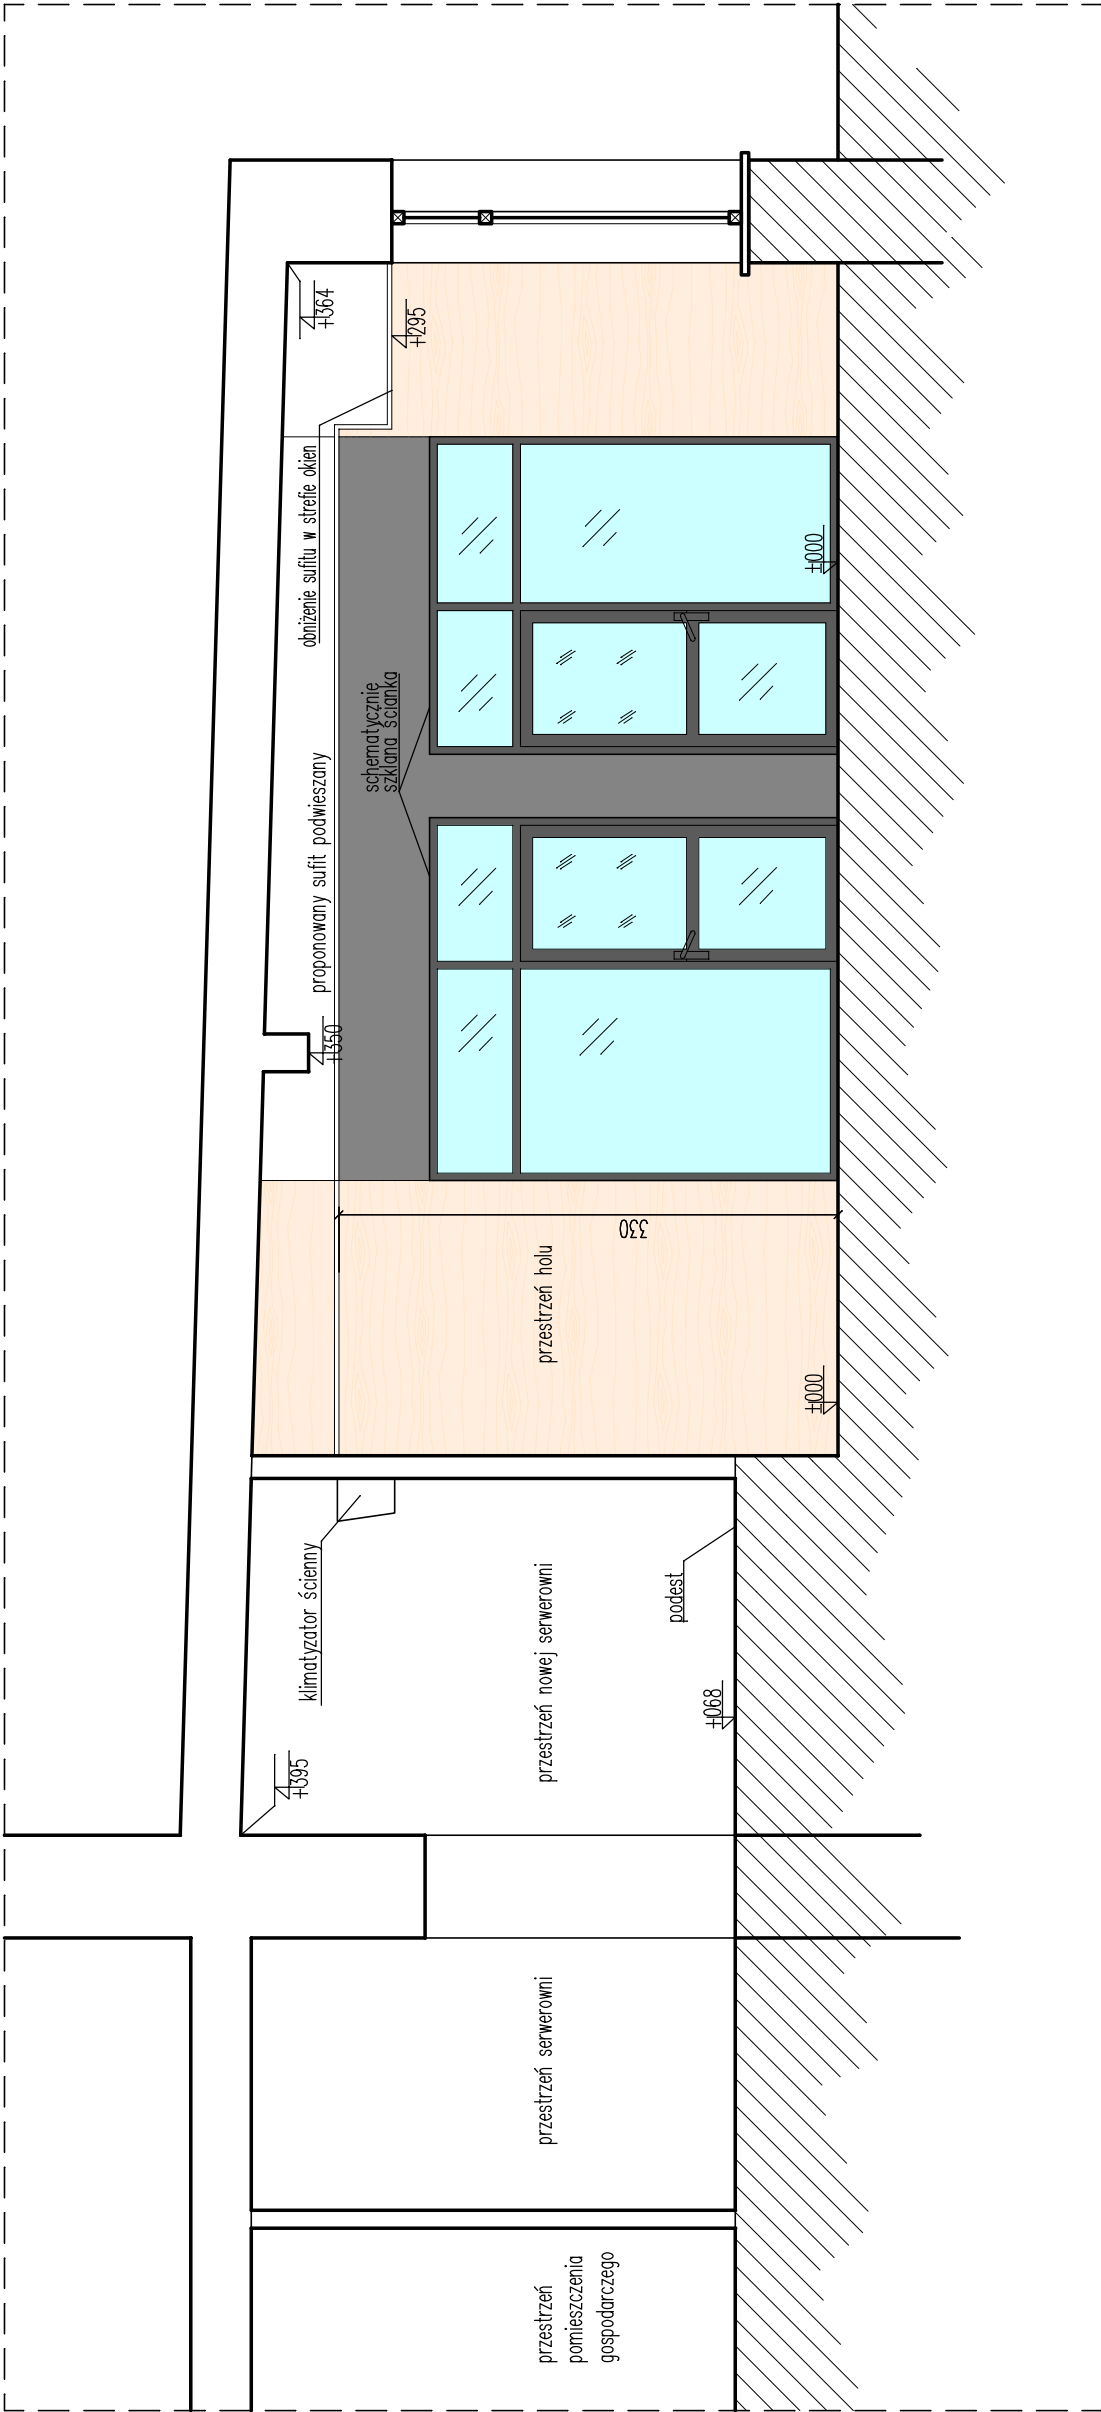 przestrzeń
pomieszczenia
gospodarczego
przestrzeń serwerowni
+395
klimatyzator ścienny
przestrzeń nowej serwerowni
podest
+068
przestrzeń holu
±000
330
+350
proponowany sufit podwieszany
schematycznie
szklana ścianka
obniżenie sufitu w strefie okien
±000
+364
+295